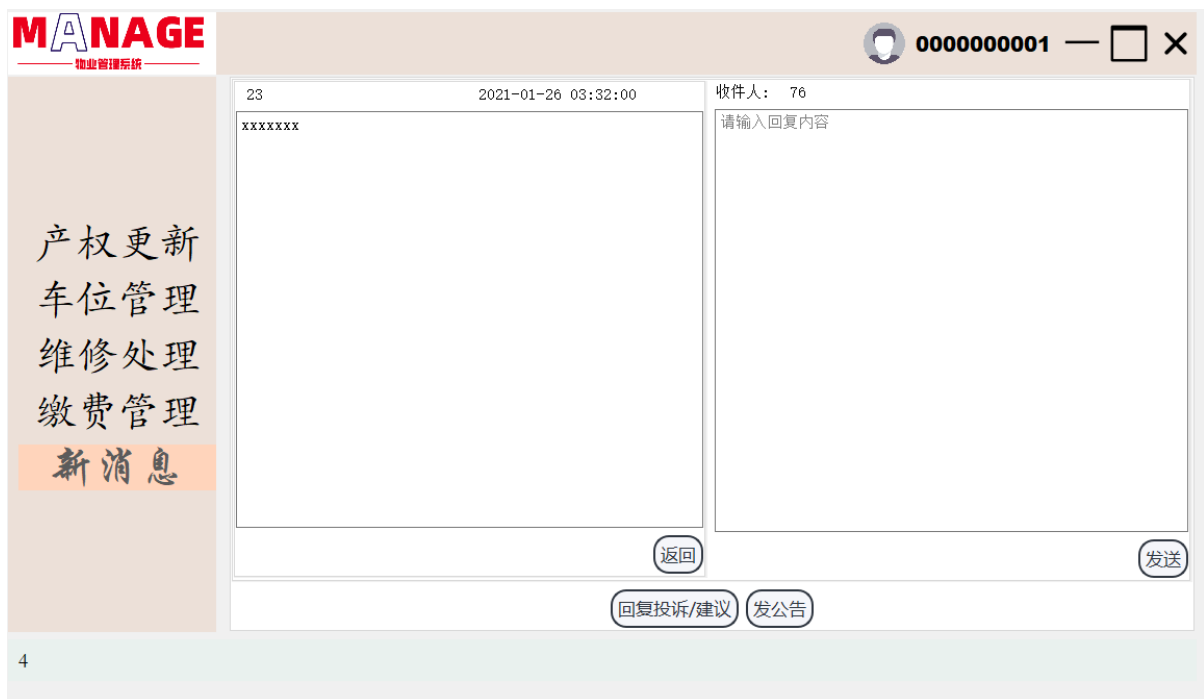 MANAGE
物业管理系统
0000000001
23 2021-01-26 03:32:00
xxxxxxx
收件人: 76
请输入回复内容
产权更新
车位管理
维修处理
缴费管理
新消息
返回
发送
回复投诉/建议
发公告
4